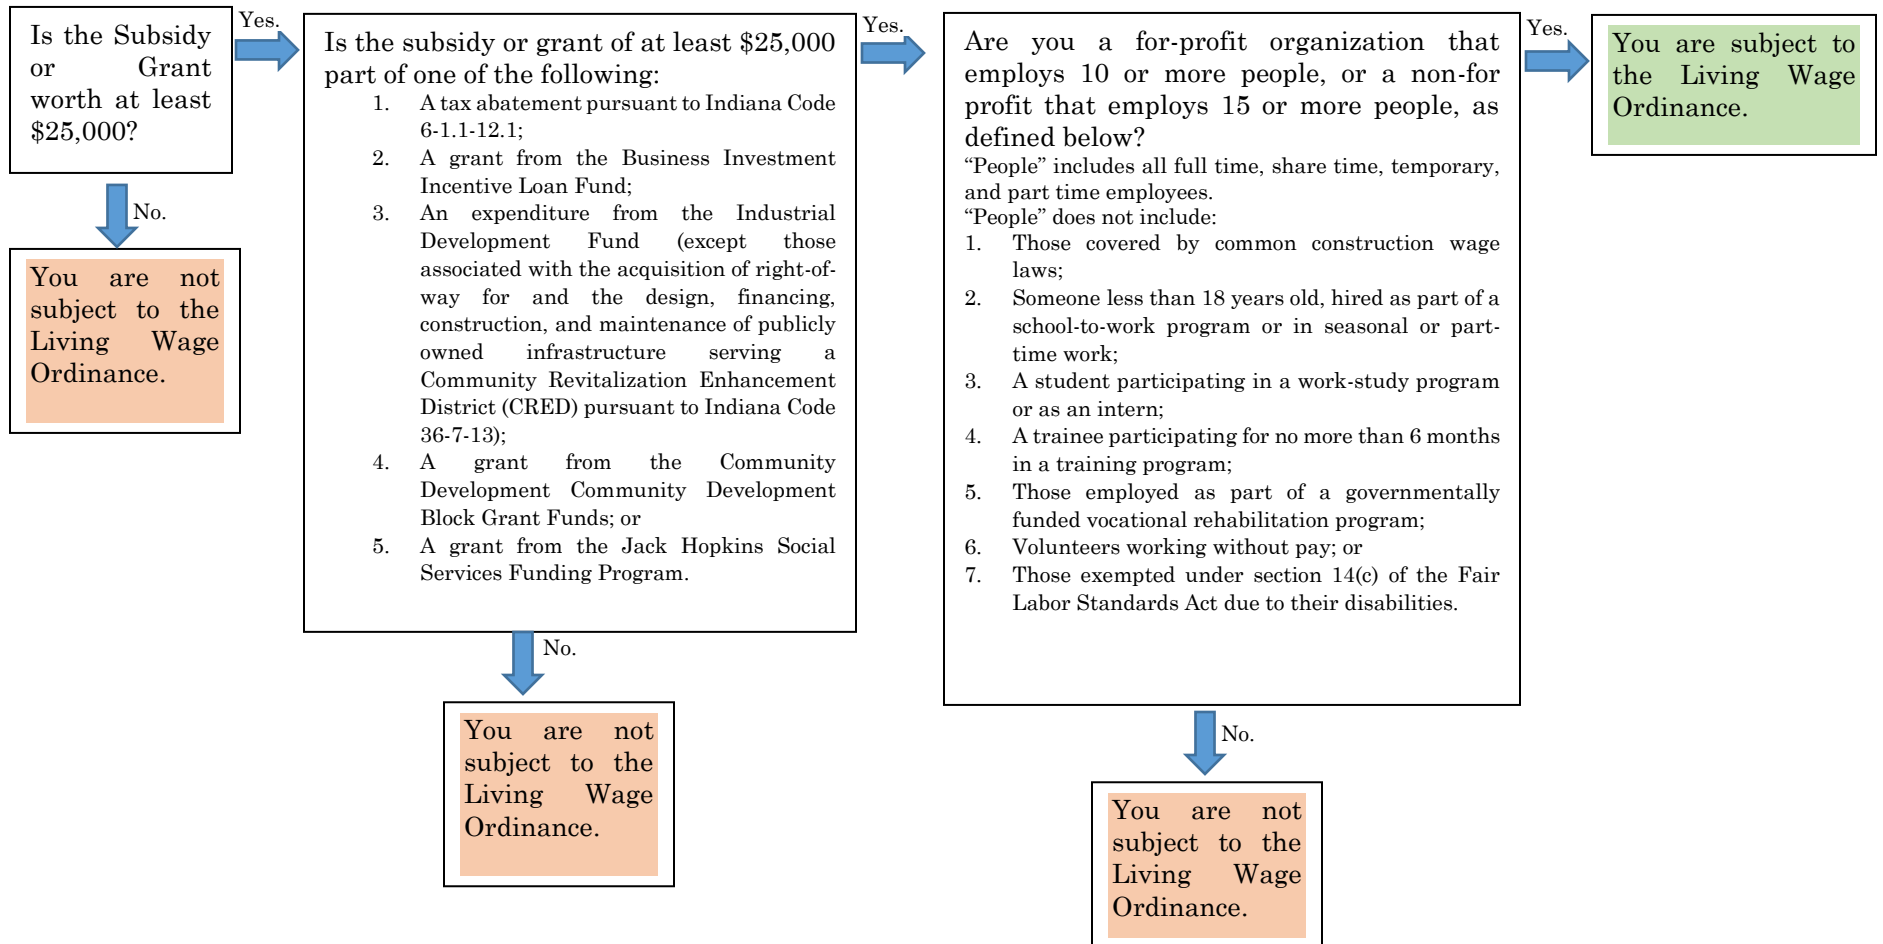 Is the Subsidy
or Grant
worth at least
$25,000?
Yes.
No.
You are not
subject to the
Living Wage
Ordinance.
Is the subsidy or grant of at least $25,000
part of one of the following:
1. A tax abatement pursuant to Indiana Code
6-1.1-12.1;
2. A grant from the Business Investment
Incentive Loan Fund;
3. An expenditure from the Industrial
Development Fund (except those
associated with the acquisition of right-of-
way for and the design, financing,
construction, and maintenance of publicly
owned infrastructure serving a
Community Revitalization Enhancement
District (CRED) pursuant to Indiana Code
36-7-13);
4. A grant from the Community
Development Community Development
Block Grant Funds; or
5. A grant from the Jack Hopkins Social
Services Funding Program.
Yes.
No.
You are not
subject to the
Living Wage
Ordinance.
Are you a for-profit organization that
employs 10 or more people, or a non-for
profit that employs 15 or more people, as
defined below?
“People” includes all full time, share time, temporary,
and part time employees.
“People” does not include:
1. Those covered by common construction wage
laws;
2. Someone less than 18 years old, hired as part of a
school-to-work program or in seasonal or part-
time work;
3. A student participating in a work-study program
or as an intern;
4. A trainee participating for no more than 6 months
in a training program;
5. Those employed as part of a governmentally
funded vocational rehabilitation program;
6. Volunteers working without pay; or
7. Those exempted under section 14(c) of the Fair
Labor Standards Act due to their disabilities.
Yes.
No.
You are not
subject to the
Living Wage
Ordinance.
You are subject to
the Living Wage
Ordinance.